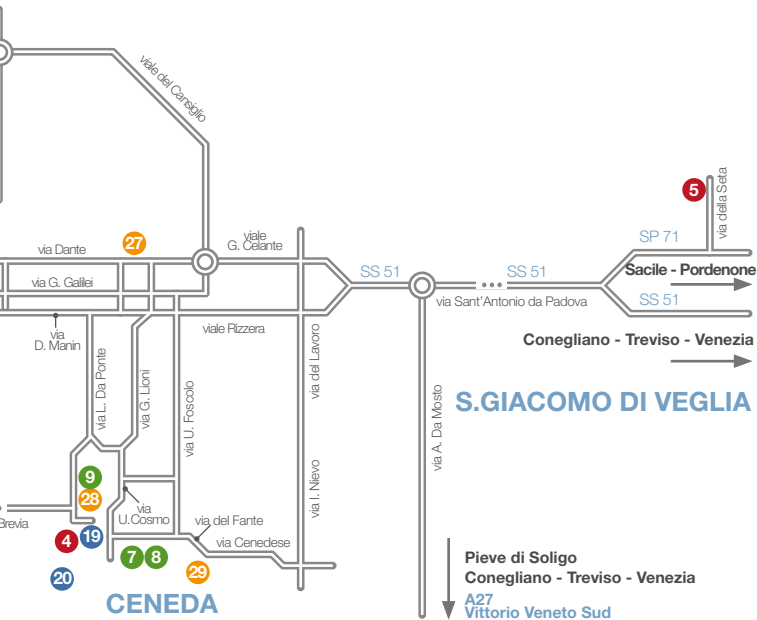 viale del Cansiglio
5
via della Seta
27
via Dante
viale
G. Celante
SP 71
via G. Galilei
SS 51
SS 51
Sacile - Pordenone
via Sant'Antonio da Padova
SS 51
via
D. Manin
viale Rizzera
Conegliano - Treviso - Venezia
via L. Da Ponte
via G. Lioni
via U. Foscolo
via del Lavoro
via A. Da Mosto
S.GIACOMO DI VEGLIA
9
28
via
U.Cosmo
via I. Nievo
Brevia
via del Fante
via Cenedese
4
19
7
8
20
29
CENEDA
Pieve di Soligo
Conegliano - Treviso - Venezia
A27
Vittorio Veneto Sud